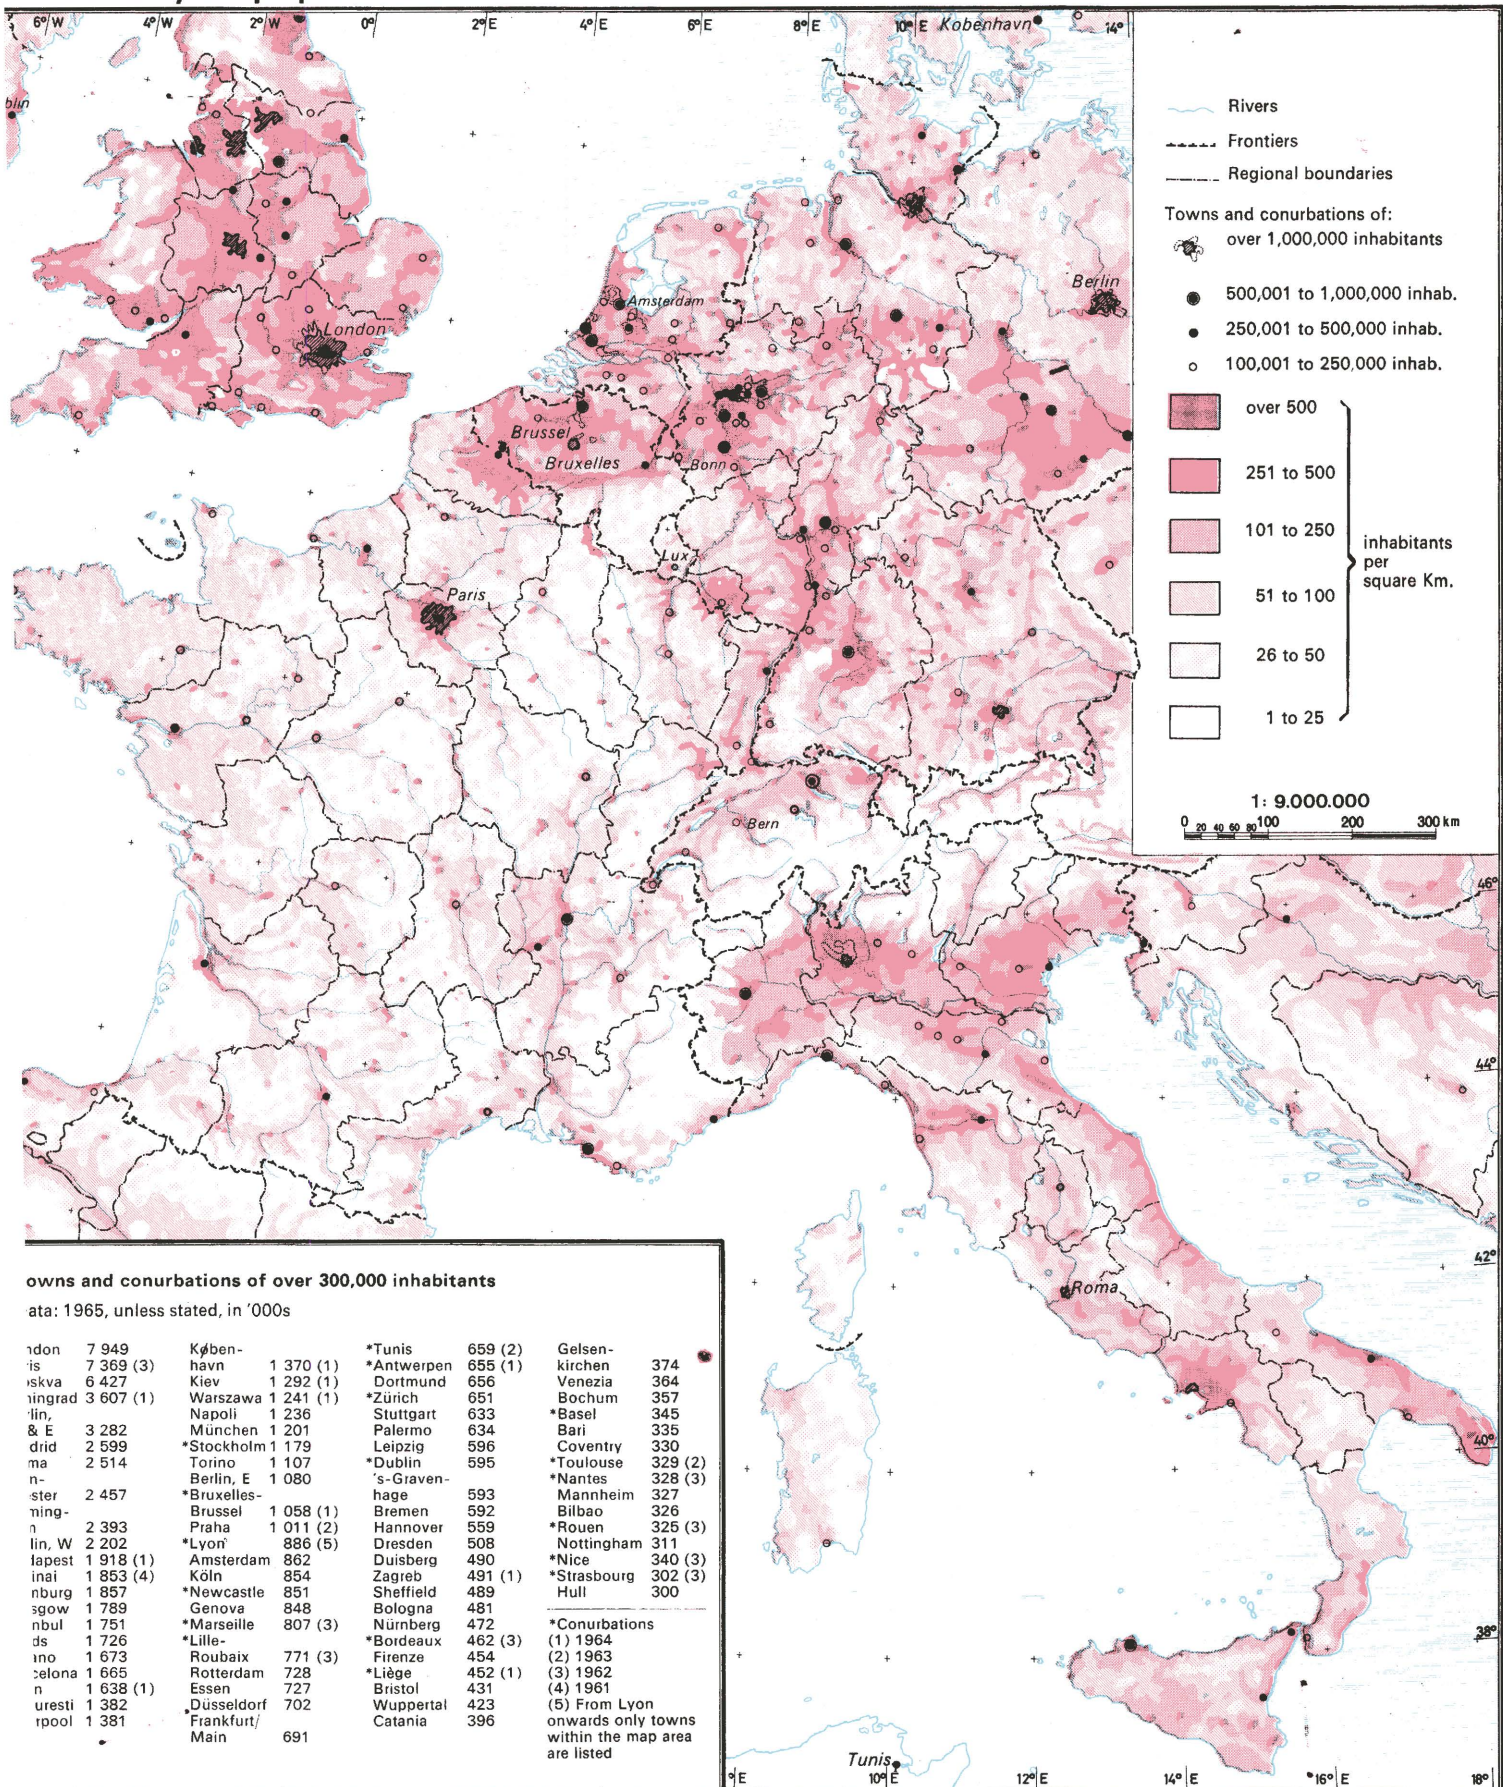 6° W
4° W
2° W
0°
2° E
4° E
6° E
8° E
10° E
København
14°
blin
Rivers
Frontiers
Regional boundaries
Towns and conurbations of:
over 1,000,000 inhabitants
500,001 to 1,000,000 inhab.
250,001 to 500,000 inhab.
100,001 to 250,000 inhab.
over 500
251 to 500
101 to 250
51 to 100
26 to 50
1 to 25
inhabitants
per
square Km.
1: 9.000.000
0 20 40 60 80 100 200 300 km
Berlin
Amsterdam
London
Brussel
Bruxelles
Bonn
Lux
Paris
Bern
Roma
Tunis
46°
44°
42°
40°
38°
°E
10° E
12° E
14° E
16° E
18°
owns and conurbations of over 300,000 inhabitants
ata: 1965, unless stated, in '000s
ndon 7 949
is 7 369 (3)
skva 6 427
ningrad 3 607 (1)
lin,
& E 3 282
drid 2 599
ma 2 514
n-
ster 2 457
ming-
n 2 393
lin, W 2 202
dapest 1 918 (1)
inai 1 853 (4)
nburg 1 857
sgow 1 789
nbul 1 751
ds 1 726
ano 1 673
celona 1 665
n 1 638 (1)
uresti 1 382
rpool 1 381
Køben-
havn 1 370 (1)
Kiev 1 292 (1)
Warszawa 1 241 (1)
Napoli 1 236
München 1 201
*Stockholm 1 179
Torino 1 107
Berlin, E 1 080
*Bruxelles-
Brussel 1 058 (1)
Praha 1 011 (2)
*Lyon 886 (5)
Amsterdam 862
Köln 854
*Newcastle 851
Genova 848
*Marseille 807 (3)
*Lille-
Roubaix 771 (3)
Rotterdam 728
Essen 727
Düsseldorf 702
Frankfurt/
Main 691
*Tunis 659 (2)
*Antwerpen 655 (1)
Dortmund 656
*Zürich 651
Stuttgart 633
Palermo 634
Leipzig 596
*Dublin 595
's-Graven-
hage 593
Bremen 592
Hannover 559
Dresden 508
Duisberg 490
Zagreb 491 (1)
Sheffield 489
Bologna 481
Nürnberg 472
*Bordeaux 462 (3)
Firenze 454
*Liège 452 (1)
Bristol 431
Wuppertal 423
Catania 396
Gelsen-
kirchen 374
Venezia 364
Bochum 357
*Basel 345
Bari 335
Coventry 330
*Toulouse 329 (2)
*Nantes 328 (3)
Mannheim 327
Bilbao 326
*Rouen 325 (3)
Nottingham 311
*Nice 340 (3)
*Strasbourg 302 (3)
Hull 300
*Conurbations
(1) 1964
(2) 1963
(3) 1962
(4) 1961
(5) From Lyon
onwards only towns
within the map area
are listed